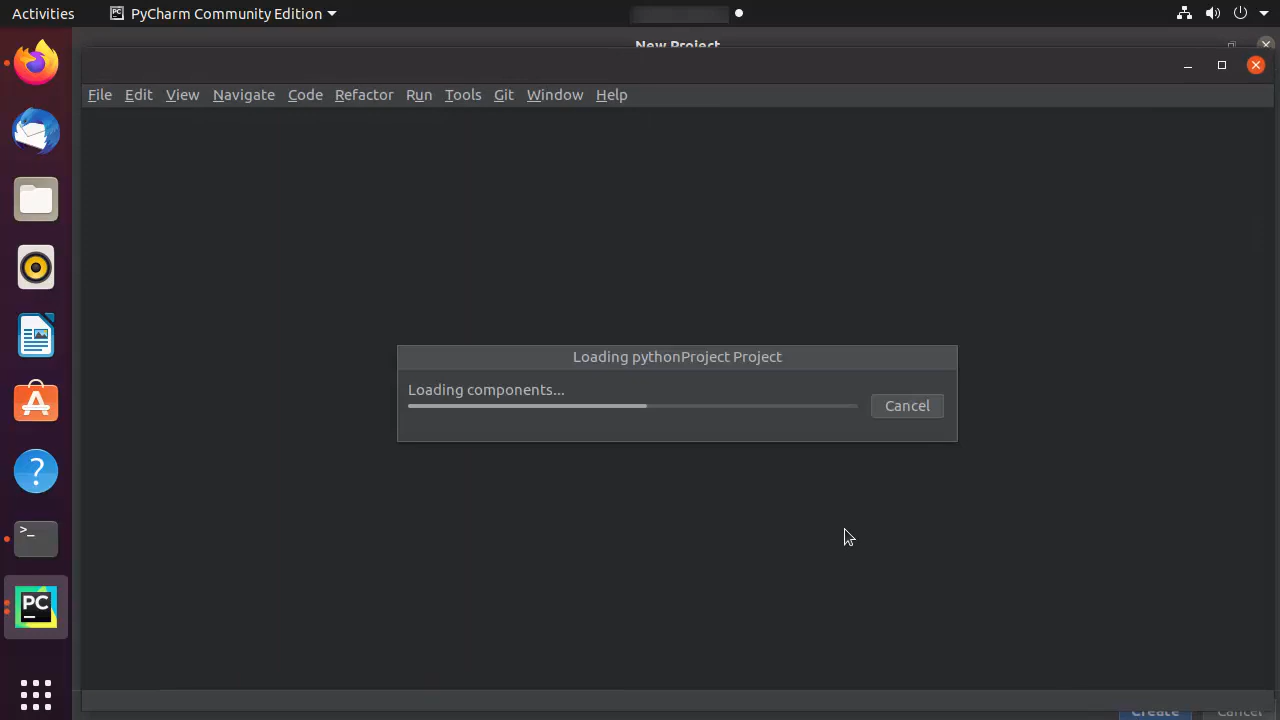 Activities PyCharm Community Edition
New Project
File Edit View Navigate Code Refactor Run Tools Git Window Help
Loading pythonProject Project
Loading components...
Cancel
>_
PC
Create Cancel